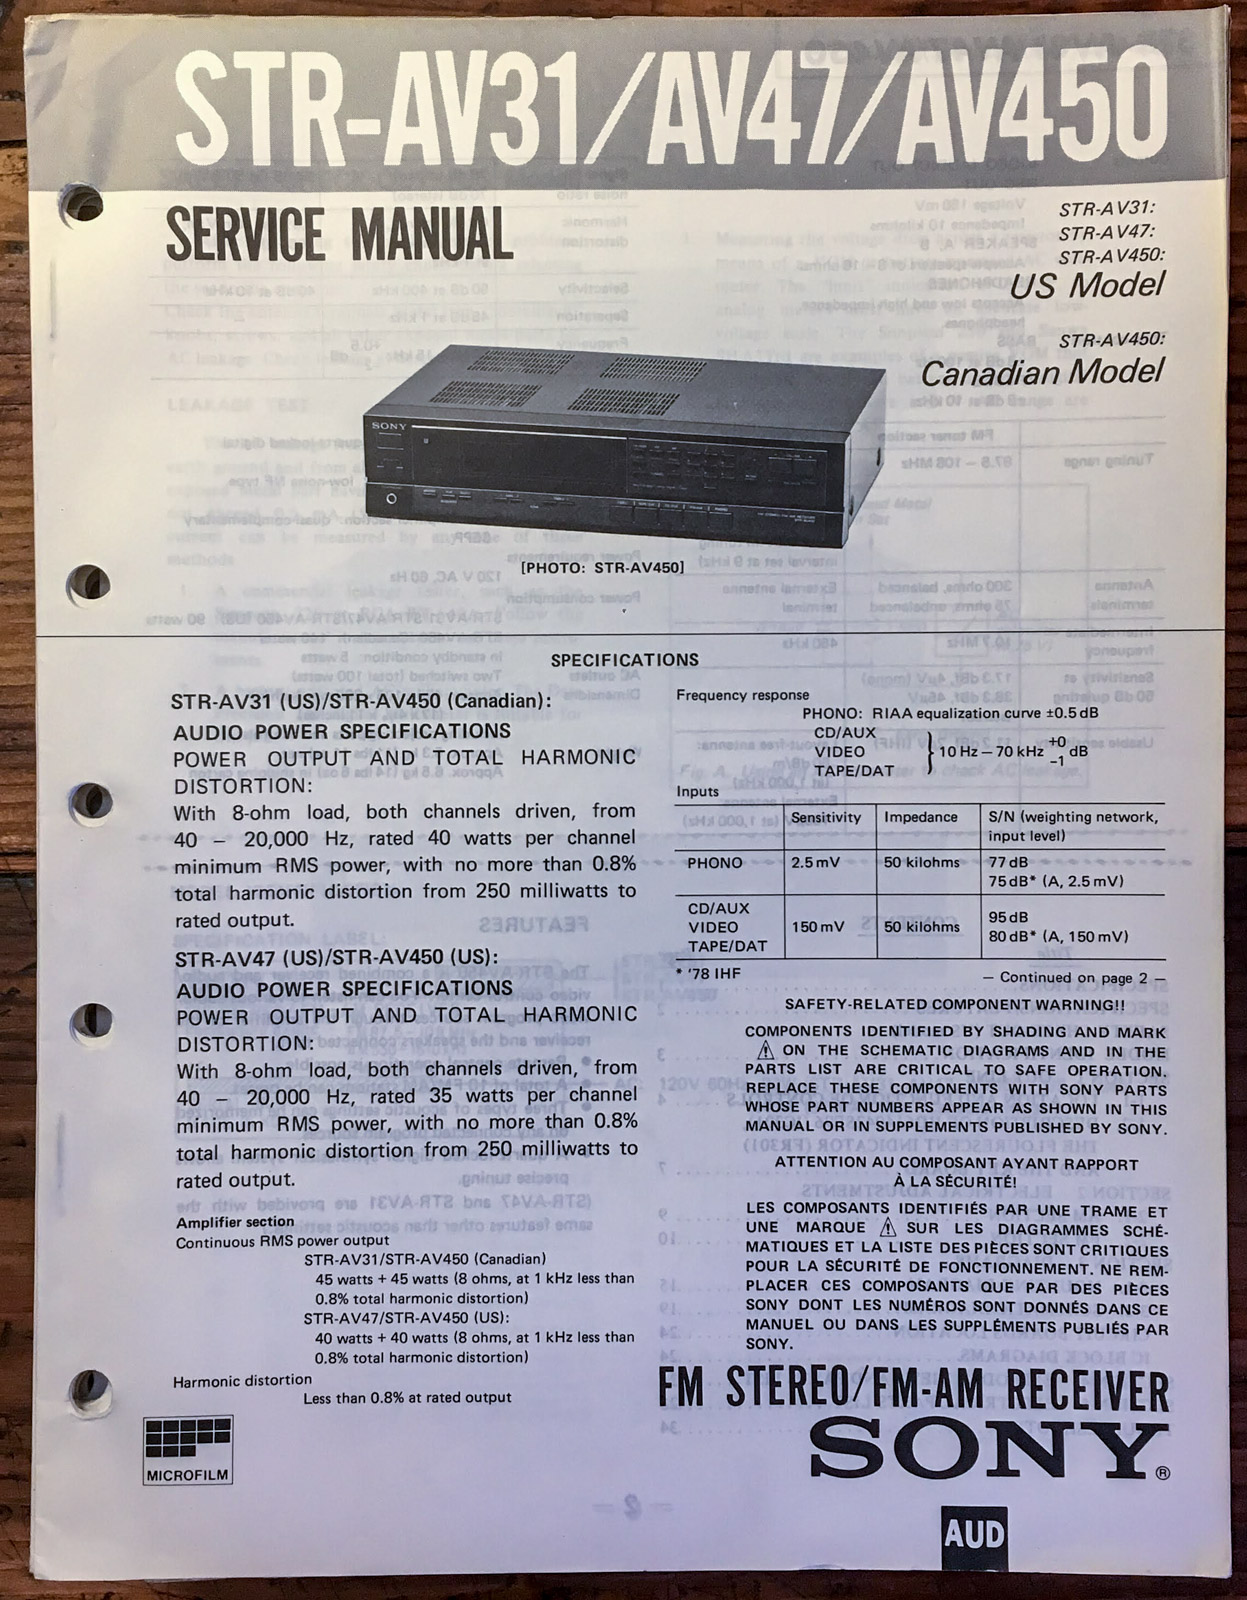 STR-AV31/AV47/AV450
SERVICE MANUAL
STR-AV31:
STR-AV47:
STR-AV450:
US Model
STR-AV450:
Canadian Model
SONY
[PHOTO: STR-AV450]
SPECIFICATIONS
STR-AV31 (US)/STR-AV450 (Canadian):
AUDIO POWER SPECIFICATIONS
POWER OUTPUT AND TOTAL HARMONIC
DISTORTION:
With 8-ohm load, both channels driven, from
40 – 20,000 Hz, rated 40 watts per channel
minimum RMS power, with no more than 0.8%
total harmonic distortion from 250 milliwatts to
rated output.
STR-AV47 (US)/STR-AV450 (US):
AUDIO POWER SPECIFICATIONS
POWER OUTPUT AND TOTAL HARMONIC
DISTORTION:
With 8-ohm load, both channels driven, from
40 – 20,000 Hz, rated 35 watts per channel
minimum RMS power, with no more than 0.8%
total harmonic distortion from 250 milliwatts to
rated output.
Amplifier section
Continuous RMS power output
STR-AV31/STR-AV450 (Canadian)
45 watts + 45 watts (8 ohms, at 1 kHz less than
0.8% total harmonic distortion)
STR-AV47/STR-AV450 (US):
40 watts + 40 watts (8 ohms, at 1 kHz less than
0.8% total harmonic distortion)
Harmonic distortion
Less than 0.8% at rated output
MICROFILM
Frequency response
PHONO: RIAA equalization curve ±0.5 dB
CD/AUX
VIDEO
TAPE/DAT
10 Hz – 70 kHz +0 -1 dB
Inputs
Sensitivity Impedance S/N (weighting network,
input level)
PHONO 2.5 mV 50 kilohms 77 dB
75 dB* (A, 2.5 mV)
CD/AUX
VIDEO
TAPE/DAT
150 mV 50 kilohms 95 dB
80 dB* (A, 150 mV)
* '78 IHF
– Continued on page 2 –
SAFETY-RELATED COMPONENT WARNING!!
COMPONENTS IDENTIFIED BY SHADING AND MARK
⚠ ON THE SCHEMATIC DIAGRAMS AND IN THE
PARTS LIST ARE CRITICAL TO SAFE OPERATION.
REPLACE THESE COMPONENTS WITH SONY PARTS
WHOSE PART NUMBERS APPEAR AS SHOWN IN THIS
MANUAL OR IN SUPPLEMENTS PUBLISHED BY SONY.
ATTENTION AU COMPOSANT AYANT RAPPORT
À LA SÉCURITÉ!
LES COMPOSANTS IDENTIFIÉS PAR UNE TRAME ET
UNE MARQUE ⚠ SUR LES DIAGRAMMES SCHÉ-
MATIQUES ET LA LISTE DES PIÈCES SONT CRITIQUES
POUR LA SÉCURITÉ DE FONCTIONNEMENT. NE REM-
PLACER CES COMPOSANTS QUE PAR DES PIÈCES
SONY DONT LES NUMÉROS SONT DONNÉS DANS CE
MANUEL OU DANS LES SUPPLÉMENTS PUBLIÉS PAR
SONY.
FM STEREO/FM-AM RECEIVER
SONY®
AUD